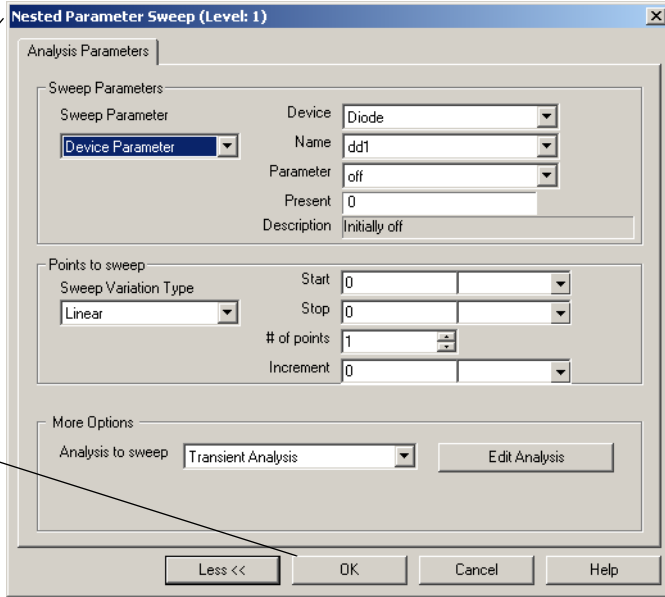 Nested Parameter Sweep (Level: 1)
Analysis Parameters
Sweep Parameters
Sweep Parameter
Device Parameter
Device Diode
Name dd1
Parameter off
Present 0
Description Initially off
Points to sweep
Sweep Variation Type
Linear
Start 0
Stop 0
# of points 1
Increment 0
More Options
Analysis to sweep Transient Analysis Edit Analysis
Less << OK Cancel Help